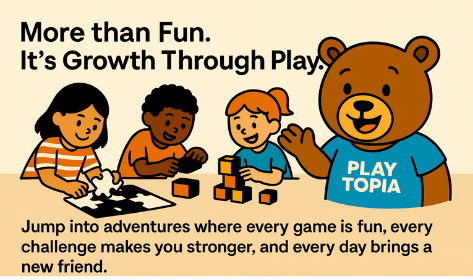 More than Fun.
It's Growth Through Play.
PLAY
TOPIA
Jump into adventures where every game is fun, every
challenge makes you stronger, and every day brings a
new friend.